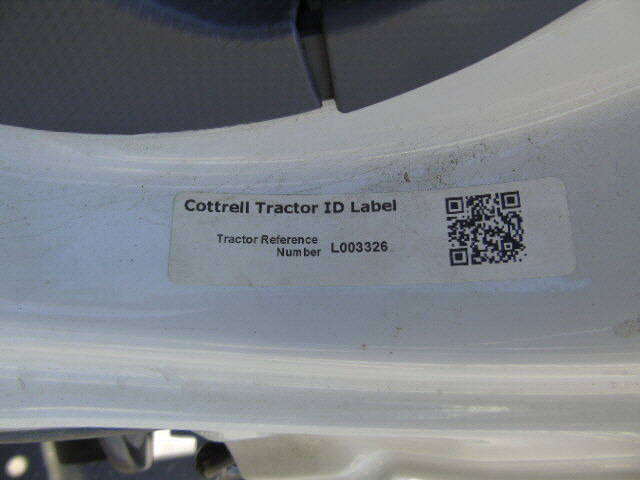 Cottrell Tractor ID Label
Tractor Reference
Number L003326